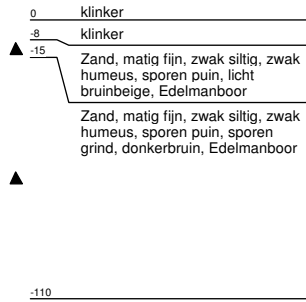 0 klinker
-8 klinker
-15
Zand, matig fijn, zwak siltig, zwak
humeus, sporen puin, licht
bruinbeige, Edelmanboor
Zand, matig fijn, zwak siltig, zwak
humeus, sporen puin, sporen
grind, donkerbruin, Edelmanboor
-110